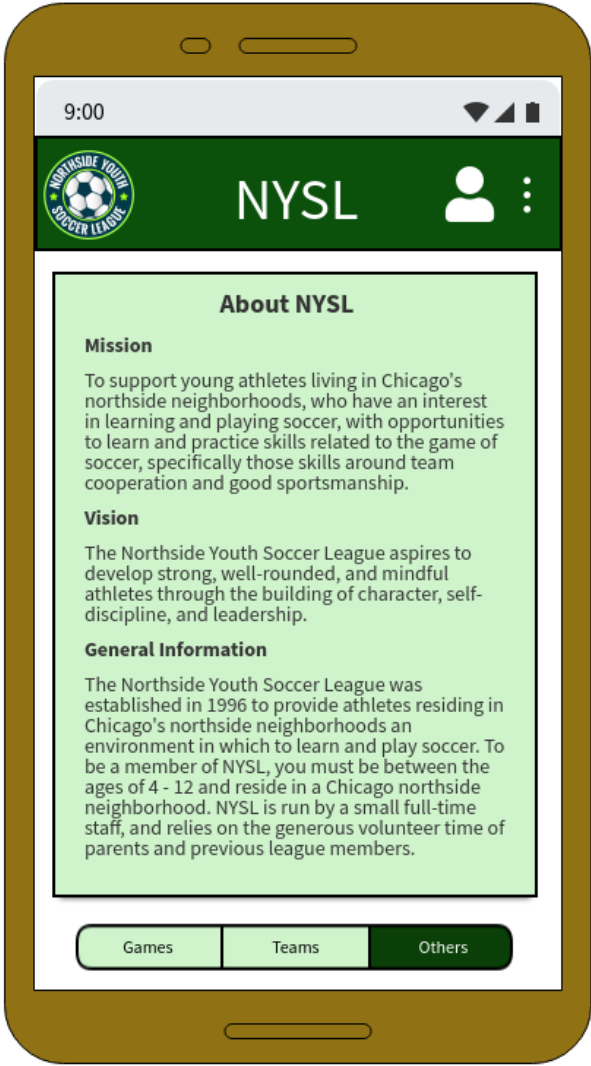 9:00
NORTHSIDE YOUTH
SOCCER LEAGUE
NYSL
About NYSL
Mission
To support young athletes living in Chicago's
northside neighborhoods, who have an interest
in learning and playing soccer, with opportunities
to learn and practice skills related to the game of
soccer, specifically those skills around team
cooperation and good sportsmanship.
Vision
The Northside Youth Soccer League aspires to
develop strong, well-rounded, and mindful
athletes through the building of character, self-
discipline, and leadership.
General Information
The Northside Youth Soccer League was
established in 1996 to provide athletes residing in
Chicago's northside neighborhoods an
environment in which to learn and play soccer. To
be a member of NYSL, you must be between the
ages of 4 - 12 and reside in a Chicago northside
neighborhood. NYSL is run by a small full-time
staff, and relies on the generous volunteer time of
parents and previous league members.
Games
Teams
Others